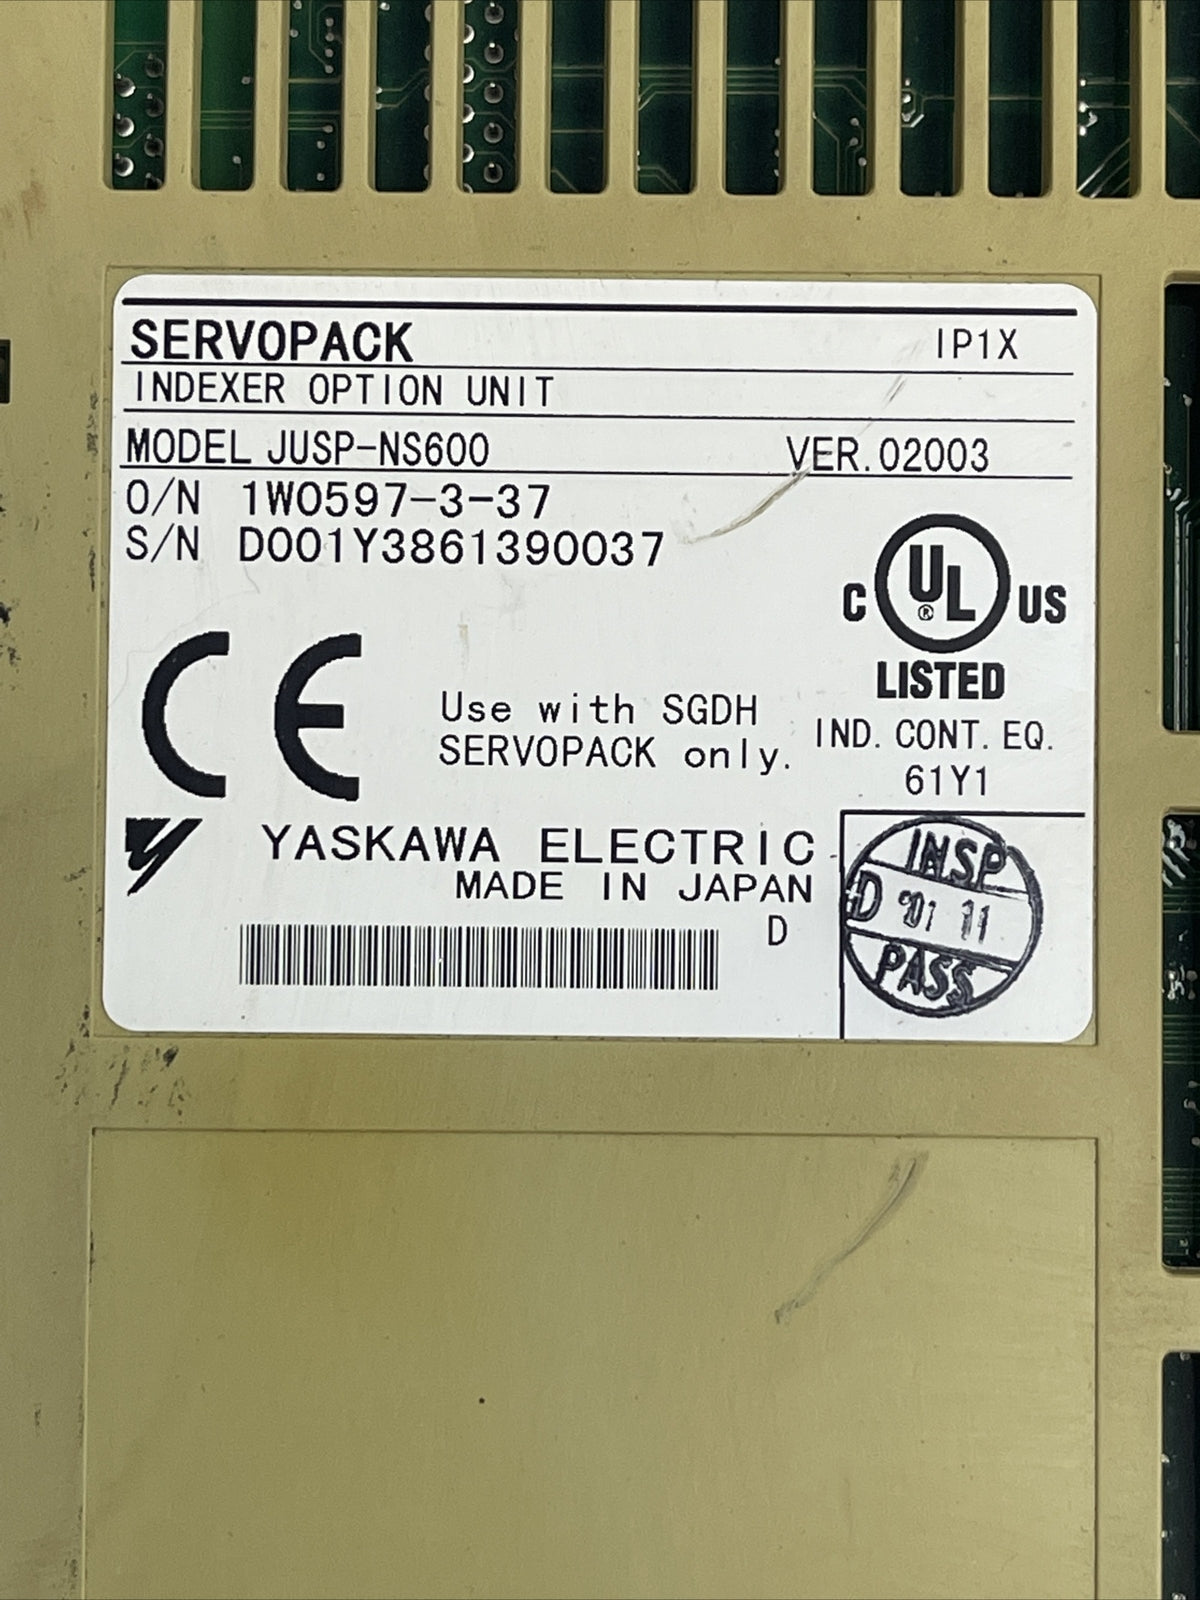 SERVOPACK IP1X
INDEXER OPTION UNIT
MODEL JUSP-NS600 VER.02003
O/N 1W0597-3-37
S/N D001Y3861390037
C UL® US
LISTED
IND. CONT. EQ.
61Y1
CE
Use with SGDH
SERVOPACK only.
YASKAWA ELECTRIC
MADE IN JAPAN
D
INSP
D '01 11
PASS